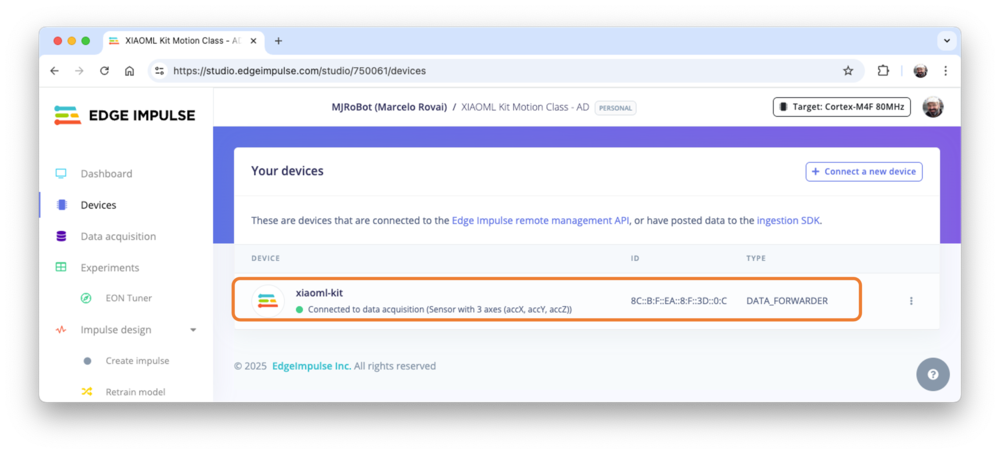 XIAOML Kit Motion Class - AD
https://studio.edgeimpulse.com/studio/750061/devices
EDGE IMPULSE
MJRoBot (Marcelo Rovai) / XIAOML Kit Motion Class - AD PERSONAL
Target: Cortex-M4F 80MHz
Dashboard
Devices
Data acquisition
Experiments
EON Tuner
Impulse design
Create impulse
Retrain model
Your devices
+ Connect a new device
These are devices that are connected to the Edge Impulse remote management API, or have posted data to the ingestion SDK.
DEVICE ID TYPE
xiaoml-kit
Connected to data acquisition (Sensor with 3 axes (accX, accY, accZ))
8C::B:F::EA::8:F::3D::0:C DATA_FORWARDER
© 2025 EdgeImpulse Inc. All rights reserved